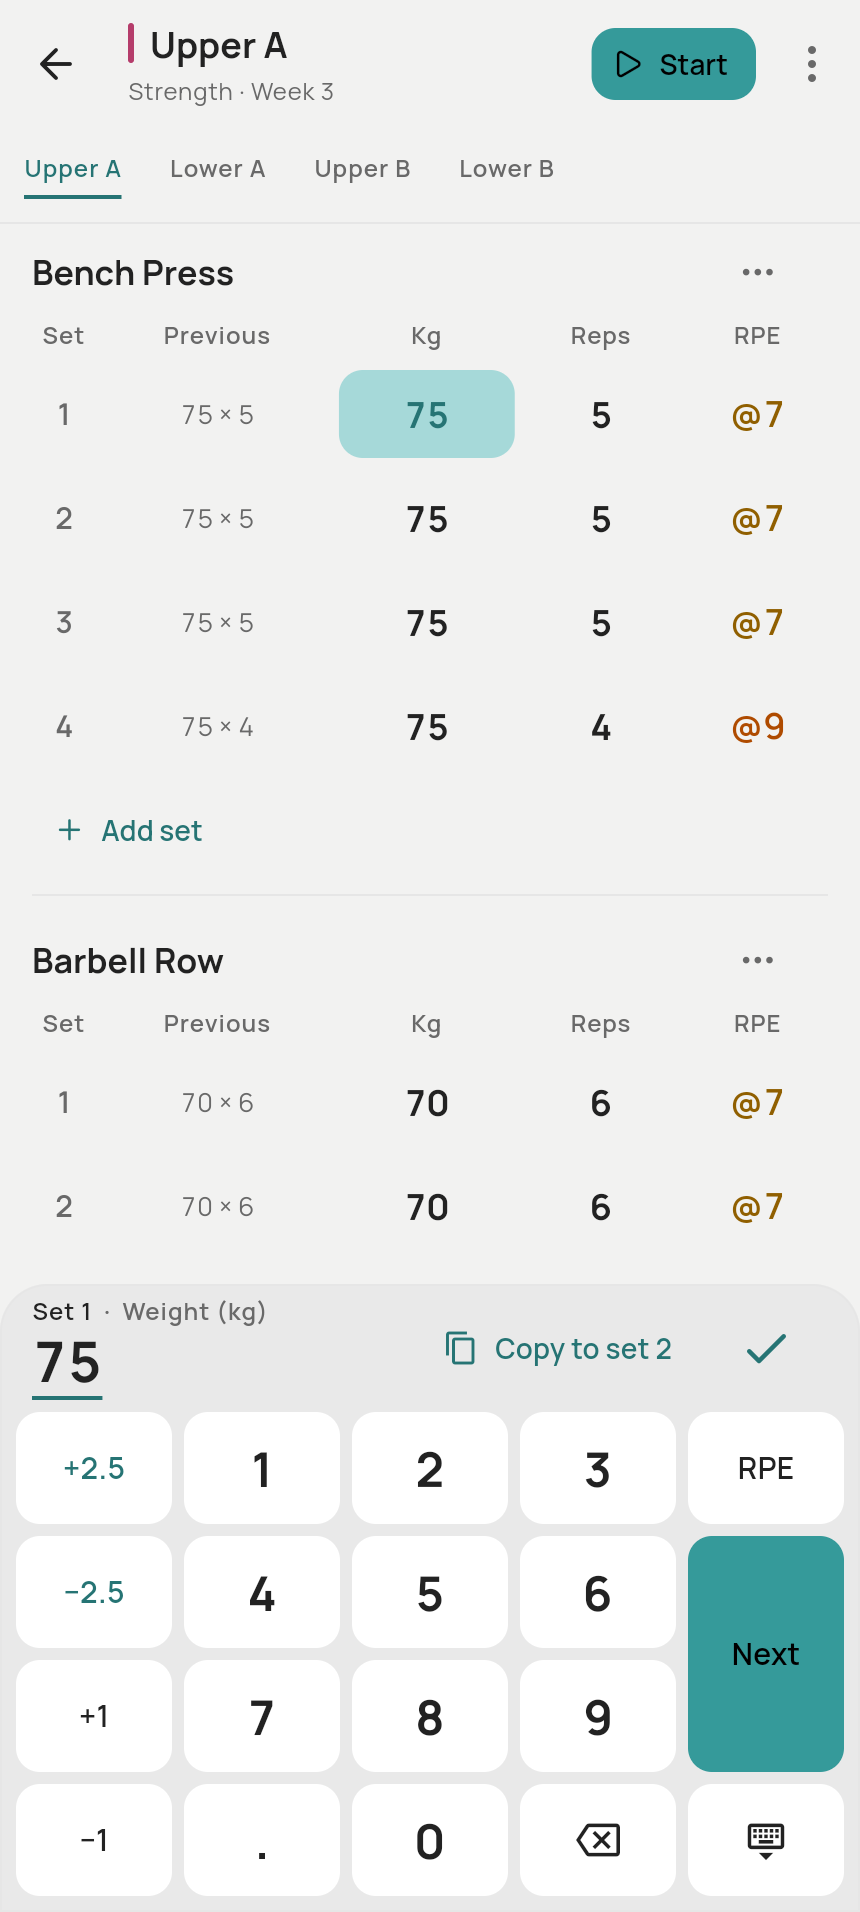 Upper A
Strength · Week 3
Start
Upper A Lower A Upper B Lower B
Bench Press
Set Previous Kg Reps RPE
1 75 × 5 75 5 @7
2 75 × 5 75 5 @7
3 75 × 5 75 5 @7
4 75 × 4 75 4 @9
+ Add set
Barbell Row
Set Previous Kg Reps RPE
1 70 × 6 70 6 @7
2 70 × 6 70 6 @7
Set 1 · Weight (kg)
75
Copy to set 2
+2.5 1 2 3 RPE
−2.5 4 5 6
Next
+1 7 8 9
−1 . 0